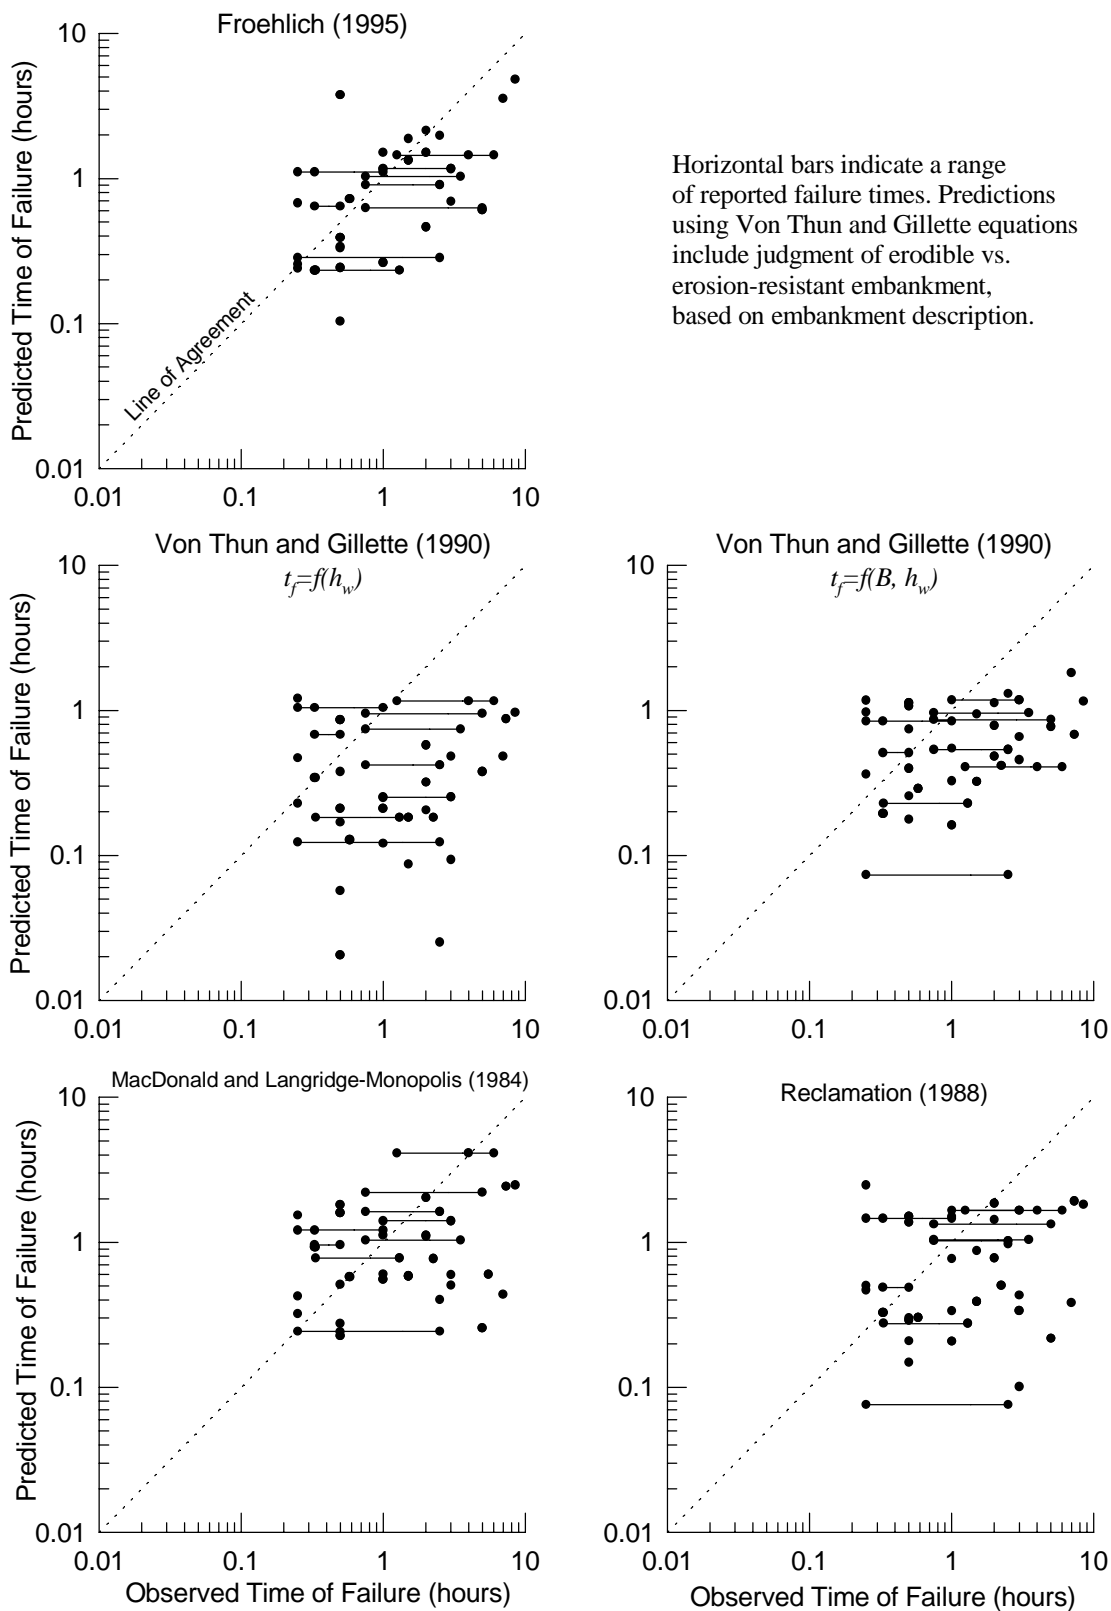 Froehlich (1995)
10
1
0.1
0.01
0.01
0.1
1
10
Predicted Time of Failure (hours)
Line of Agreement
Horizontal bars indicate a range
of reported failure times. Predictions
using Von Thun and Gillette equations
include judgment of erodible vs.
erosion-resistant embankment,
based on embankment description.
Von Thun and Gillette (1990)
t_f=f(h_w)
10
1
0.1
0.01
0.01
0.1
1
10
Predicted Time of Failure (hours)
Von Thun and Gillette (1990)
t_f=f(B, h_w)
10
1
0.1
0.01
0.01
0.1
1
10
MacDonald and Langridge-Monopolis (1984)
10
1
0.1
0.01
0.01
0.1
1
10
Predicted Time of Failure (hours)
Observed Time of Failure (hours)
Reclamation (1988)
10
1
0.1
0.01
0.01
0.1
1
10
Observed Time of Failure (hours)